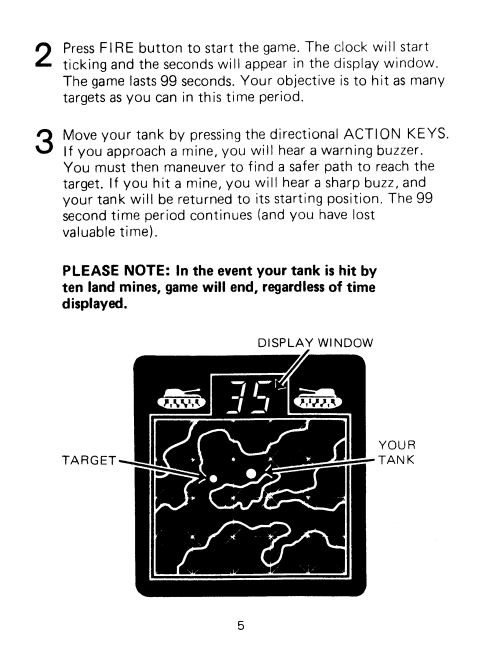 2 Press FIRE button to start the game. The clock will start
ticking and the seconds will appear in the display window.
The game lasts 99 seconds. Your objective is to hit as many
targets as you can in this time period.
3 Move your tank by pressing the directional ACTION KEYS.
If you approach a mine, you will hear a warning buzzer.
You must then maneuver to find a safer path to reach the
target. If you hit a mine, you will hear a sharp buzz, and
your tank will be returned to its starting position. The 99
second time period continues (and you have lost
valuable time).
PLEASE NOTE: In the event your tank is hit by
ten land mines, game will end, regardless of time
displayed.
DISPLAY WINDOW
35
TARGET
YOUR
TANK
5